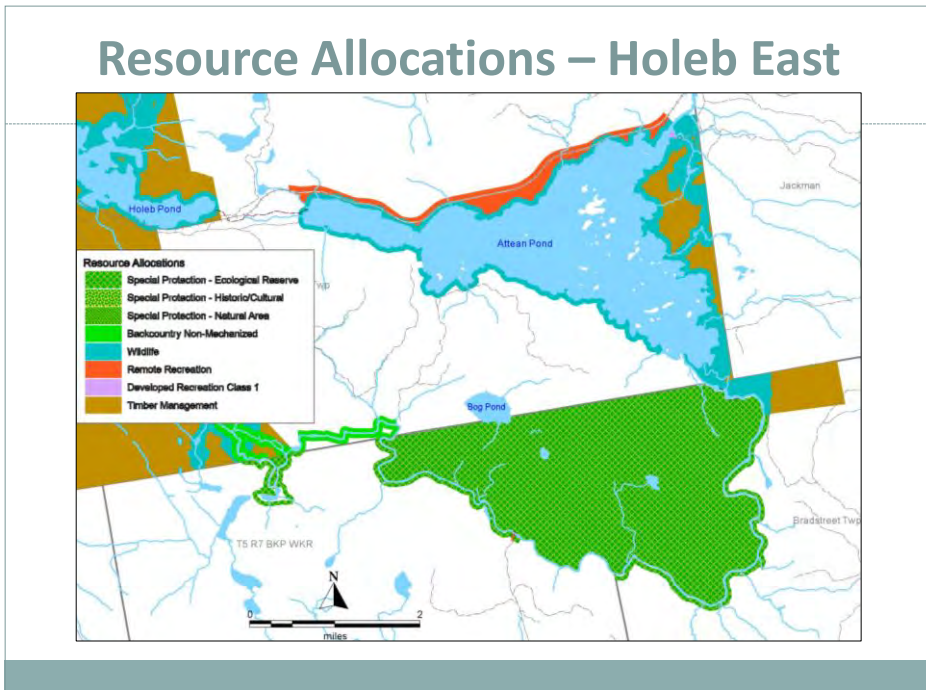 Resource Allocations – Holeb East
Jackman
Holeb Pond
Attean Pond
Resource Allocations
Special Protection - Ecological Reserve
Special Protection - Historic/Cultural
Special Protection - Natural Area
Backcountry Non-Mechanized
Wildlife
Remote Recreation
Developed Recreation Class 1
Timber Management
wp
Bog Pond
Bradstreet Twp
T5 R7 BKP WKR
N
0 2
miles